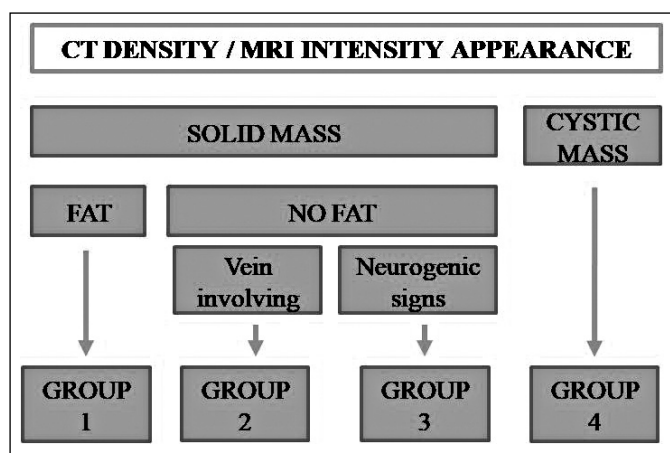 CT DENSITY / MRI INTENSITY APPEARANCE
SOLID MASS
CYSTIC
MASS
FAT
NO FAT
Vein
involving
Neurogenic
signs
GROUP
1
GROUP
2
GROUP
3
GROUP
4